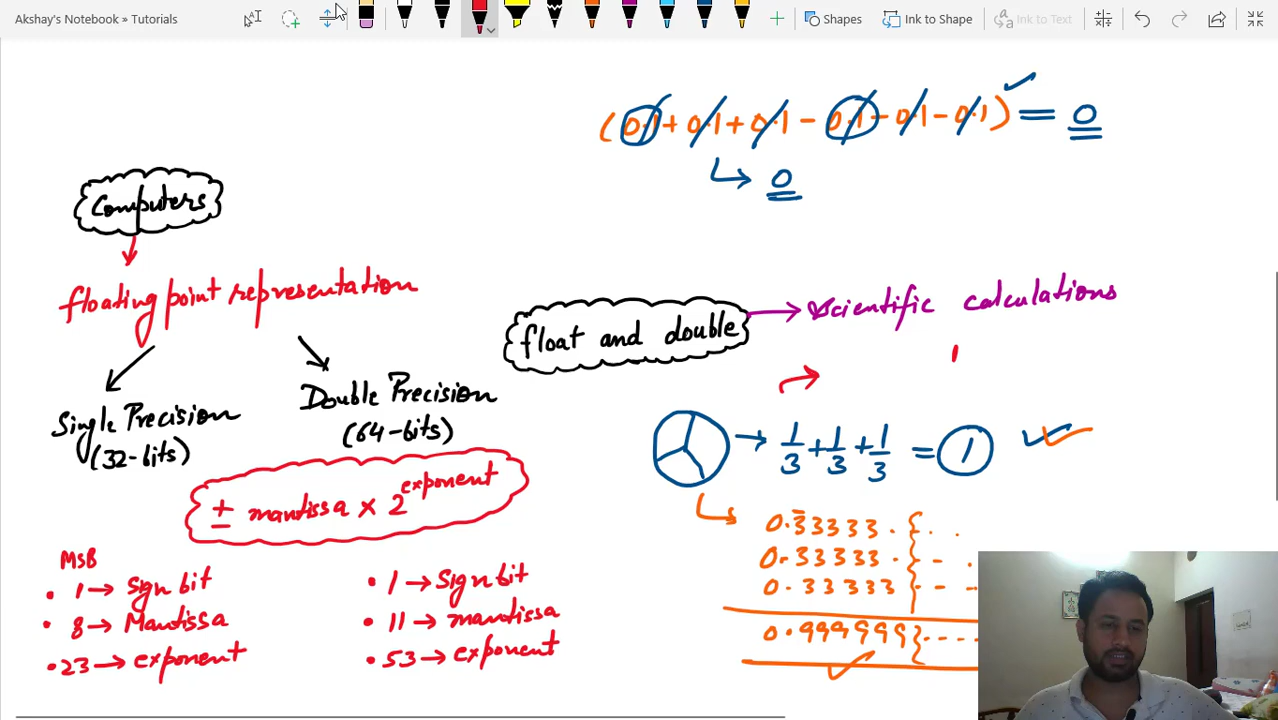 Akshay's Notebook » Tutorials
Shapes
Ink to Shape
Ink to Text
(0.1 + 0.1 + 0.1 - 0.1 - 0.1 - 0.1) = 0
↳ 0
Computers
floating point representation
Single Precision
(32-bits)
Double Precision
(64-bits)
± mantissa × 2^exponent
MSB
• 1 → Sign bit
• 8 → Mantissa
• 23 → exponent
• 1 → Sign bit
• 11 → mantissa
• 53 → exponent
float and double → scientific calculations
→ 1/3 + 1/3 + 1/3 = 1
0.33333. . .
0.33333. - .
0.33333 - -
0.999999....